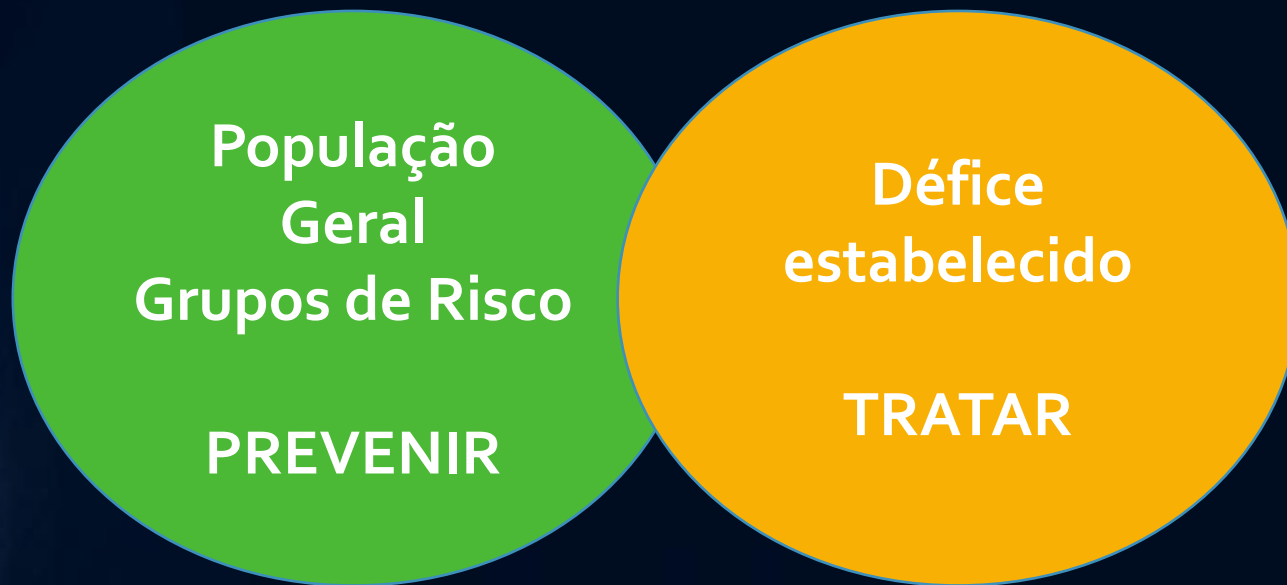 População
Geral
Grupos de Risco
PREVENIR
Défice
estabelecido
TRATAR